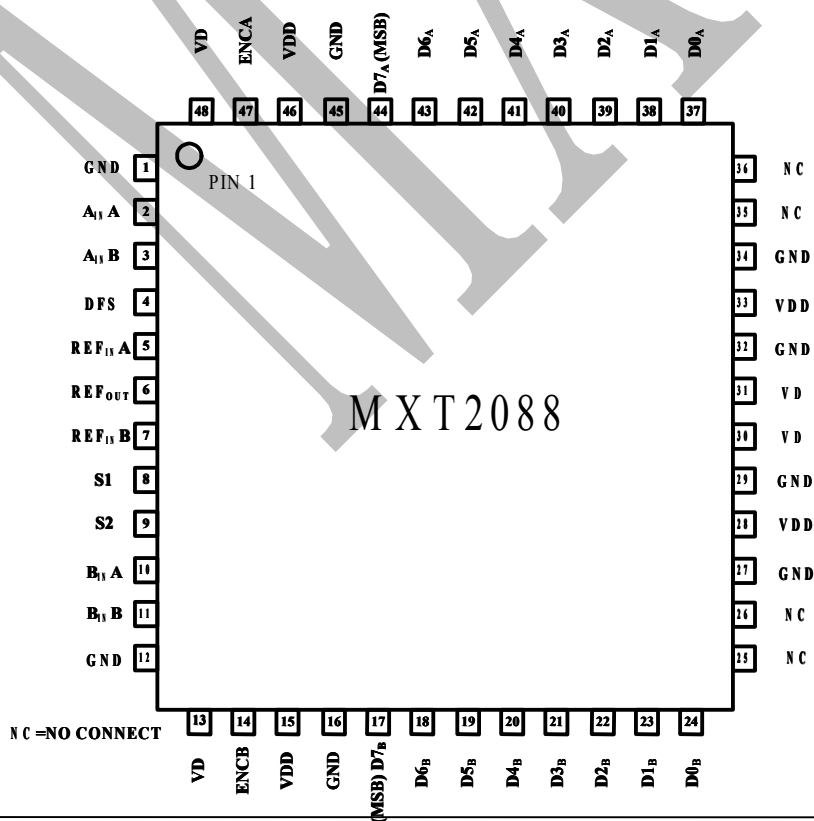 VD ENCA VDD GND D7A (MSB) D6A D5A D4A D3A D2A D1A D0A
48 47 46 45 44 43 42 41 40 39 38 37
PIN 1
GND 1
AIN A 2
AIN B 3
DFS 4
REFIN A 5
REFOUT 6
REFIN B 7
S1 8
S2 9
BIN A 10
BIN B 11
GND 12
MXT2088
36 NC
35 NC
34 GND
33 VDD
32 GND
31 VD
30 VD
29 GND
28 VDD
27 GND
26 NC
25 NC
13 14 15 16 17 18 19 20 21 22 23 24
NC =NO CONNECT
VD ENCB VDD GND (MSB) D7B D6B D5B D4B D3B D2B D1B D0B